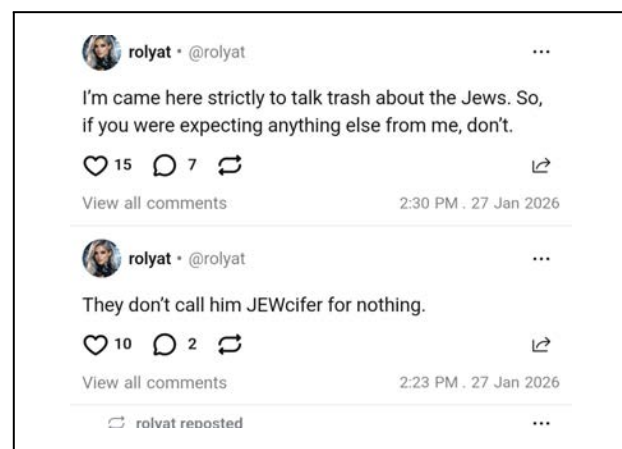 rolyat • @rolyat
I’m came here strictly to talk trash about the Jews. So,
if you were expecting anything else from me, don’t.
15 7
View all comments 2:30 PM . 27 Jan 2026
rolyat • @rolyat
They don’t call him JEWcifer for nothing.
10 2
View all comments 2:23 PM . 27 Jan 2026
rolyat reposted